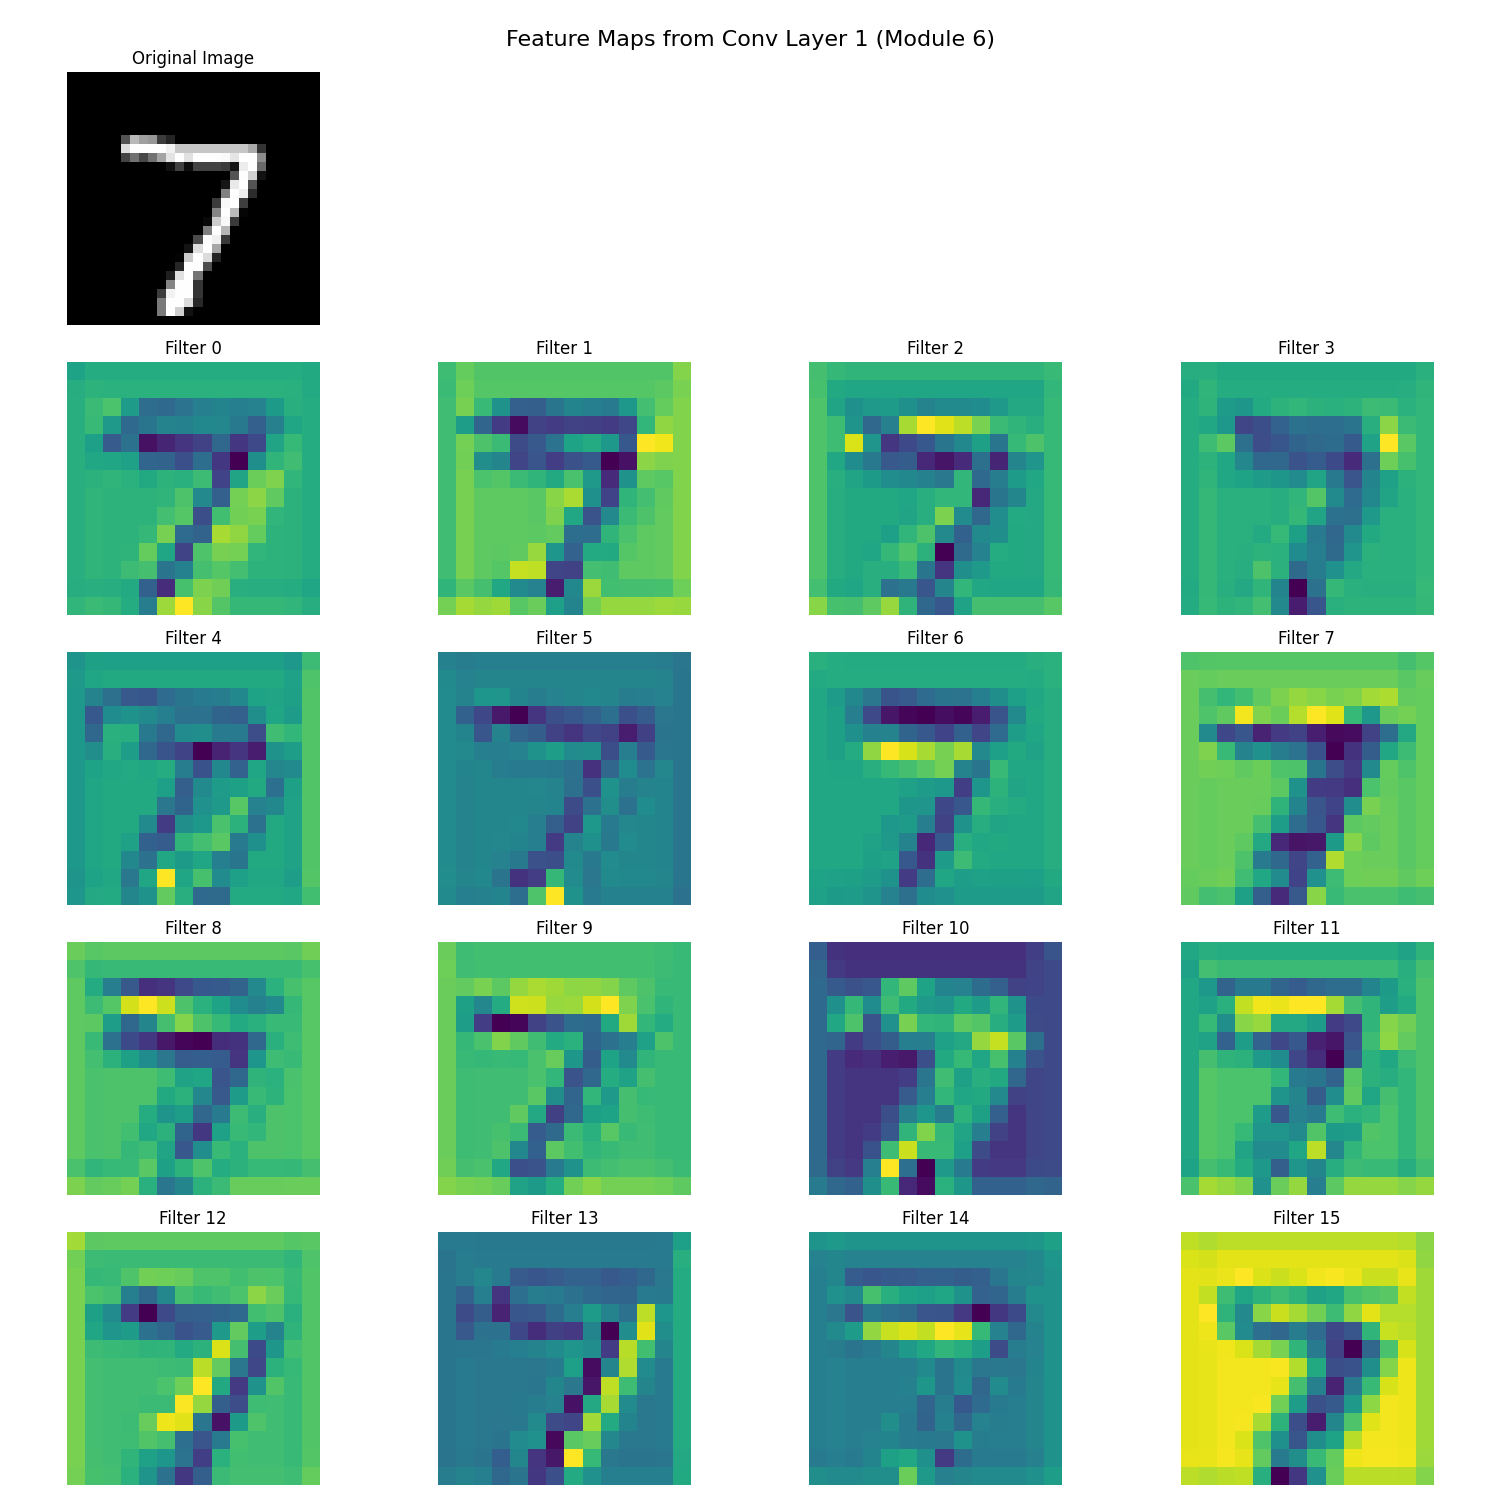 Feature Maps from Conv Layer 1 (Module 6)
Original Image
7
Filter 0
Filter 1
Filter 2
Filter 3
Filter 4
Filter 5
Filter 6
Filter 7
Filter 8
Filter 9
Filter 10
Filter 11
Filter 12
Filter 13
Filter 14
Filter 15